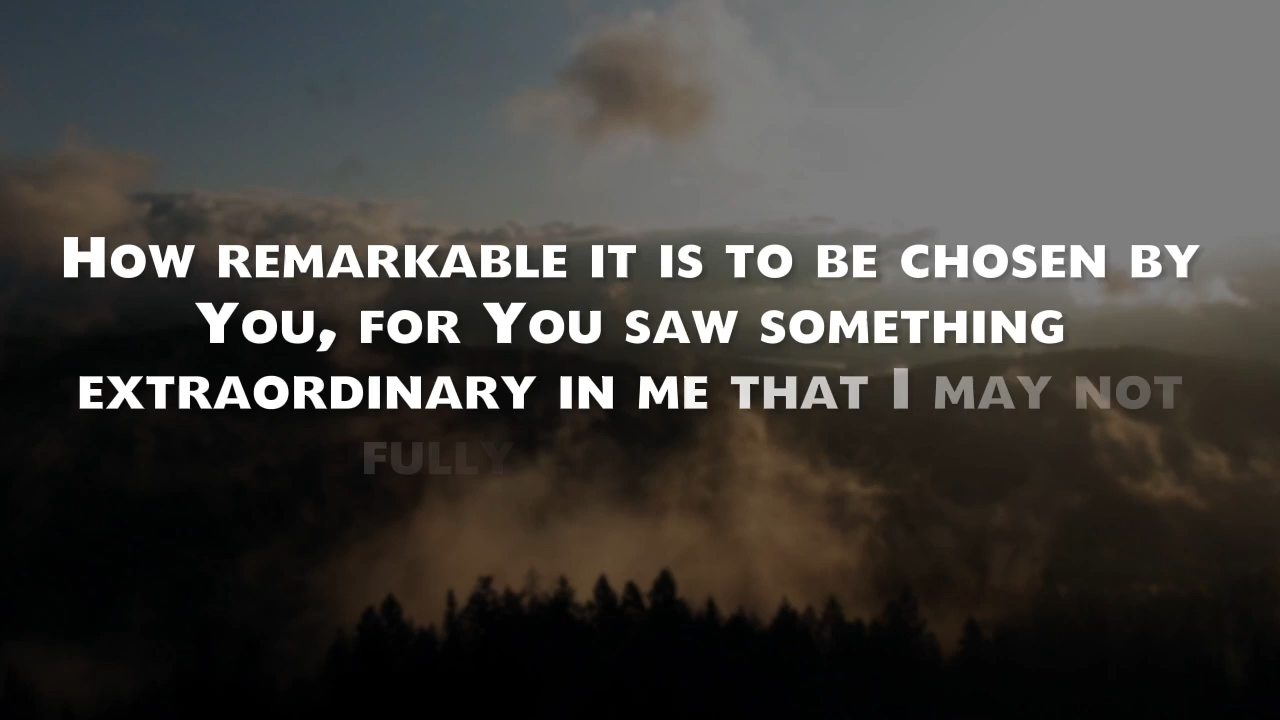 How remarkable it is to be chosen by
You, for You saw something
extraordinary in me that I may not
fully